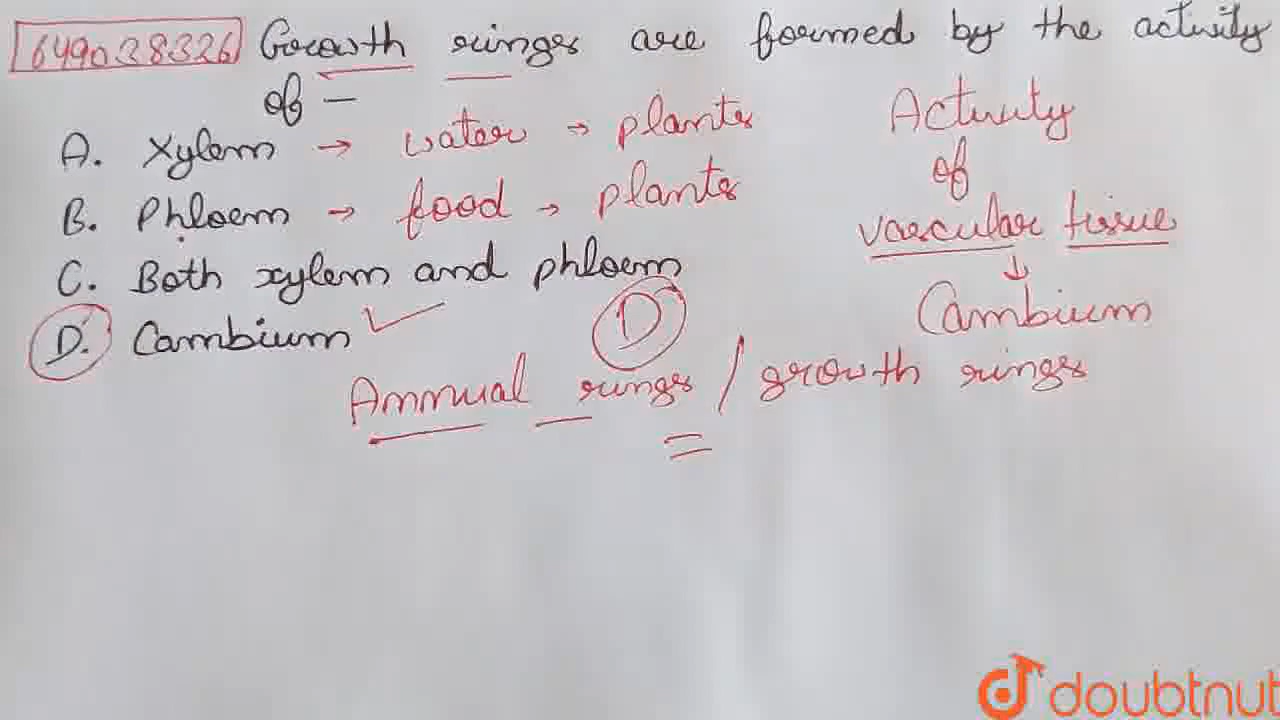 649038326 Growth rings are formed by the activity
of –
A. Xylem → water → plants
B. Phloem → food → plants
C. Both xylem and phloem
D. Cambium ✓
D
Activity
of
vascular tissue
↓
Cambium
Annual rings / growth rings
doubtnut